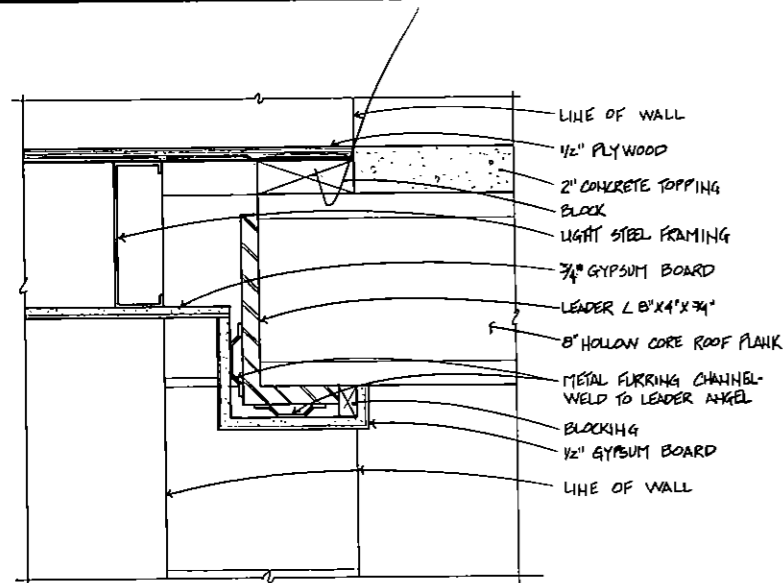 LINE OF WALL
1/2" PLYWOOD
2" CONCRETE TOPPING
BLOCK
LIGHT STEEL FRAMING
3/4" GYPSUM BOARD
LEADER L 8"X4"X3/4"
8" HOLLOW CORE ROOF PLANK
METAL FURRING CHANNEL-
WELD TO LEADER ANGEL
BLOCKING
1/2" GYPSUM BOARD
LINE OF WALL